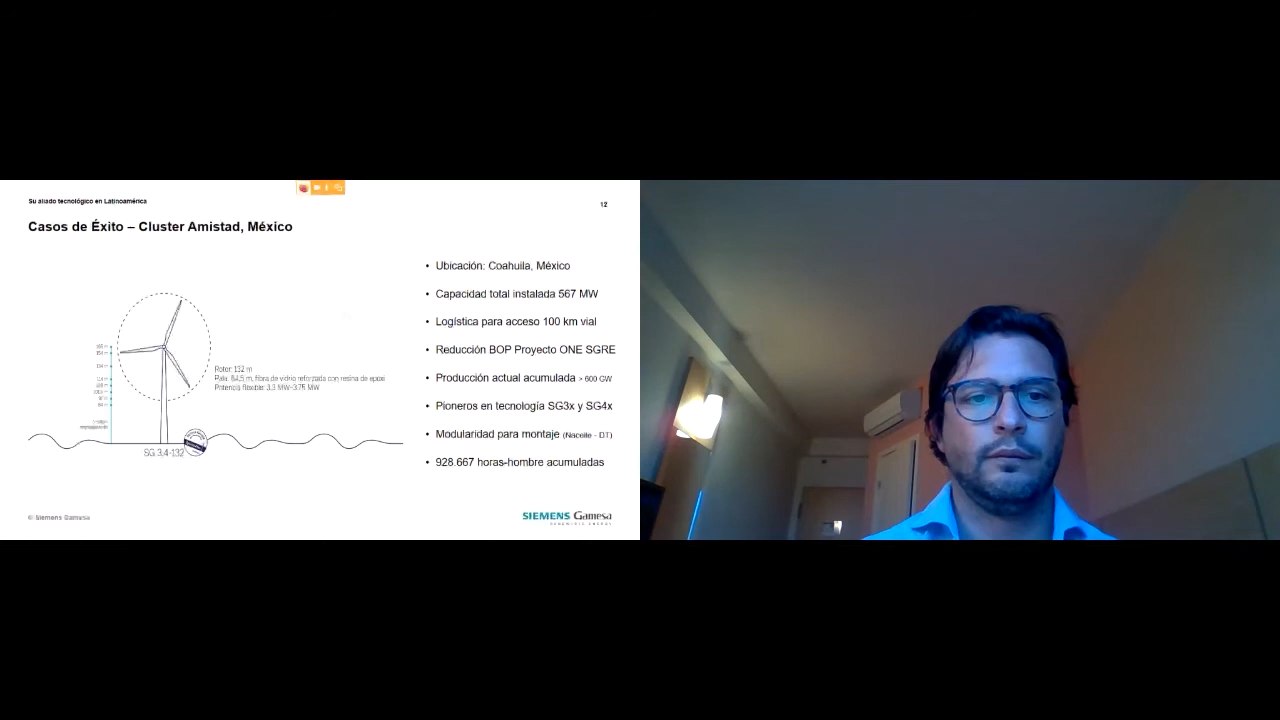 Su aliado tecnológico en Latinoamérica
12
Casos de Éxito – Cluster Amistad, México
• Ubicación: Coahuila, México
• Capacidad total instalada 567 MW
• Logística para acceso 100 km vial
• Reducción BOP Proyecto ONE SGRE
• Producción actual acumulada > 600 GW
• Pioneros en tecnología SG3x y SG4x
• Modularidad para montaje (Nacelle - DT)
• 928.667 horas-hombre acumuladas
Rotor: 132 m
Pala: 64,5 m, fibra de vidrio reforzada con resina de epoxi
Potencia flexible: 3.3 MW-3.75 MW
SG 3.4-132
© Siemens Gamesa
SIEMENS Gamesa
RENEWABLE ENERGY